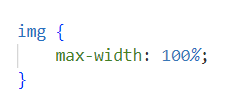 img {
    max-width: 100%;
}